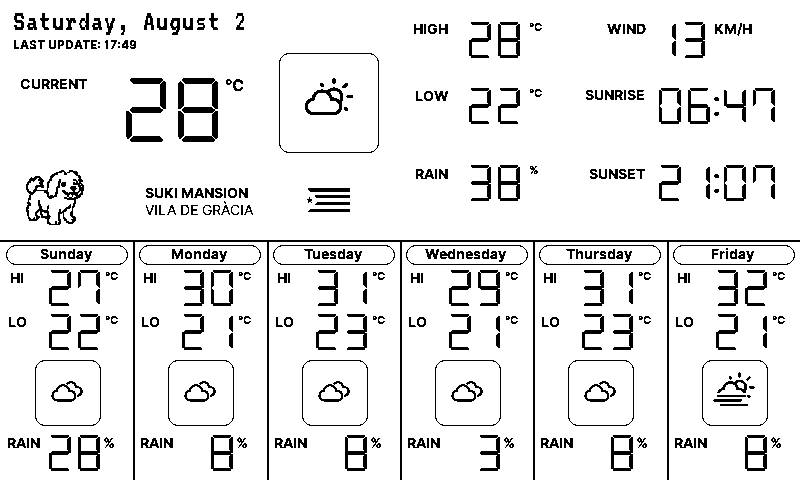 Saturday, August 2
LAST UPDATE: 17:49
CURRENT 28 °C
HIGH 28 °C
LOW 22 °C
RAIN 38 %
WIND 13 KM/H
SUNRISE 06:47
SUNSET 21:07
SUKI MANSION
VILA DE GRÀCIA
Sunday
HI 27 °C
LO 22 °C
RAIN 28 %
Monday
HI 30 °C
LO 21 °C
RAIN 8 %
Tuesday
HI 31 °C
LO 23 °C
RAIN 8 %
Wednesday
HI 29 °C
LO 21 °C
RAIN 3 %
Thursday
HI 31 °C
LO 23 °C
RAIN 8 %
Friday
HI 32 °C
LO 21 °C
RAIN 8 %